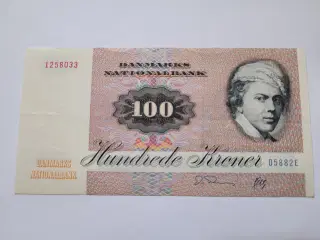 DANMARKS
NATIONALBANK
1258033
100
Hundrede Kroner
DANMARKS
NATIONALBANK
D5882E